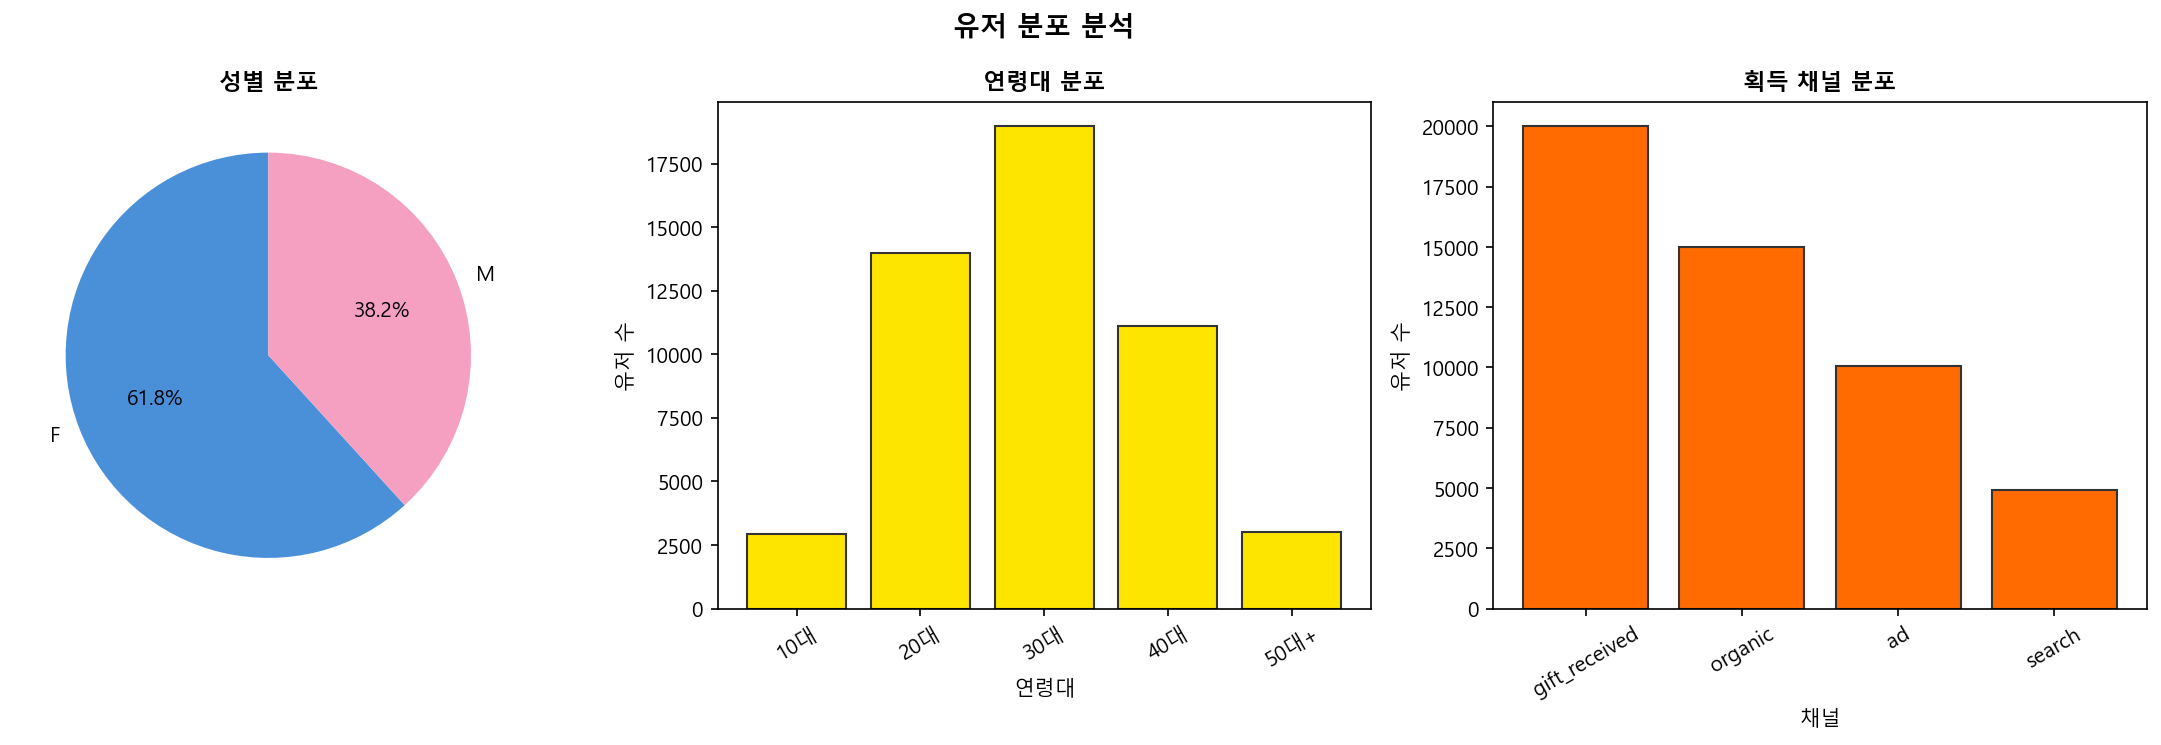 유저 분포 분석
성별 분포
M
38.2%
61.8%
F
연령대 분포
유저 수
17500
15000
12500
10000
7500
5000
2500
0
10대
20대
30대
40대
50대+
연령대
획득 채널 분포
유저 수
20000
17500
15000
12500
10000
7500
5000
2500
0
gift_received
organic
ad
search
채널